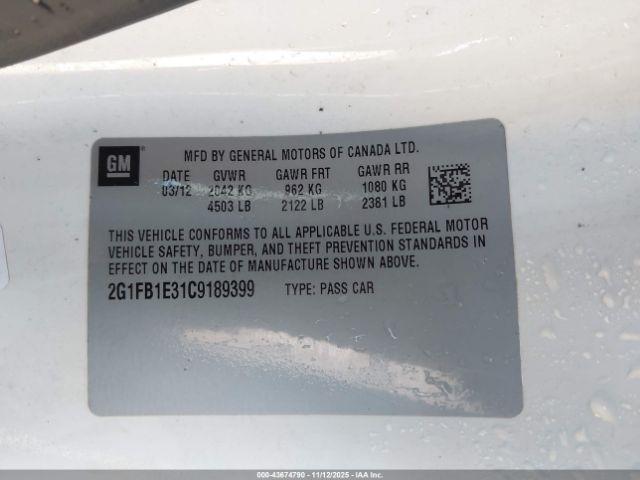 GM
MFD BY GENERAL MOTORS OF CANADA LTD.
DATE GVWR GAWR FRT GAWR RR
03/12 2042 KG 962 KG 1080 KG
4503 LB 2122 LB 2381 LB
THIS VEHICLE CONFORMS TO ALL APPLICABLE U.S. FEDERAL MOTOR
VEHICLE SAFETY, BUMPER, AND THEFT PREVENTION STANDARDS IN
EFFECT ON THE DATE OF MANUFACTURE SHOWN ABOVE.
2G1FB1E31C9189399 TYPE: PASS CAR
000-43674790 - 11/12/2025 - IAA Inc.